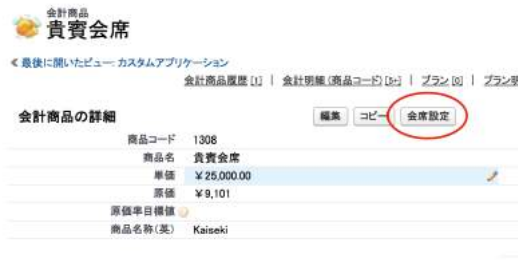 会計商品
貴賓会席
≪ 最後に開いたビュー: カスタムアプリケーション
会計商品履歴 [1] | 会計明細(商品コード) [5+] | プラン [0] | プラン明
会計商品の詳細 編集 コピー 会席設定
商品コード 1308
商品名 貴賓会席
単価 ¥25,000.00
原価 ¥9,101
原価率目標値
商品名称(英) Kaiseki